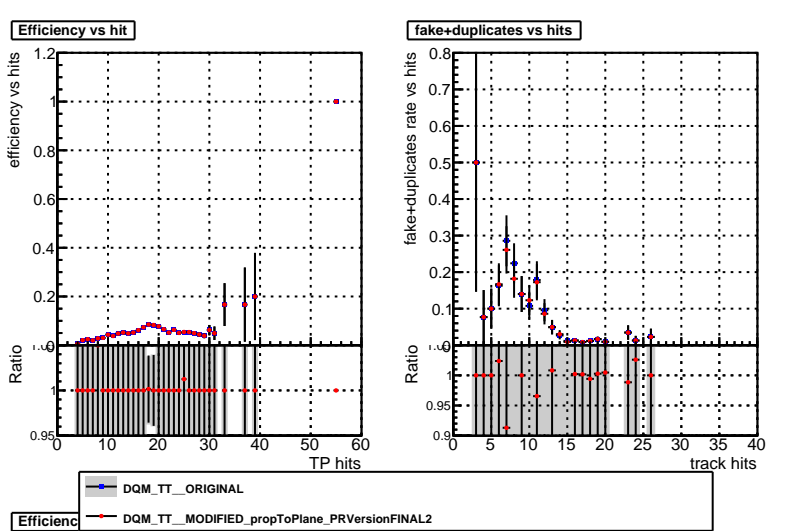 Efficiency vs hit
fake+duplicates vs hits
efficiency vs hits
1.2
1
0.8
0.6
0.4
0.2
0
Ratio
1
0.95
0 10 20 30 40 50 60
TP hits
fake+duplicates rate vs hits
0.8
0.7
0.6
0.5
0.4
0.3
0.2
0.1
Ratio
1
0.95
0.9
0 5 10 15 20 25 30 35 40
track hits
DQM_TT__ORIGINAL
DQM_TT__MODIFIED_propToPlane_PRVersionFINAL2
Efficienc